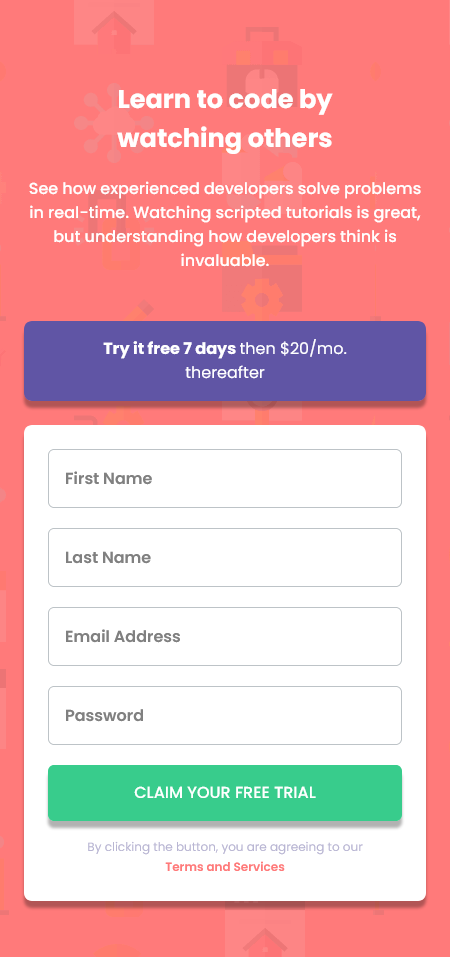 Learn to code by
watching others
See how experienced developers solve problems
in real-time. Watching scripted tutorials is great,
but understanding how developers think is
invaluable.
Try it free 7 days then $20/mo.
thereafter
First Name
Last Name
Email Address
Password
CLAIM YOUR FREE TRIAL
By clicking the button, you are agreeing to our
Terms and Services